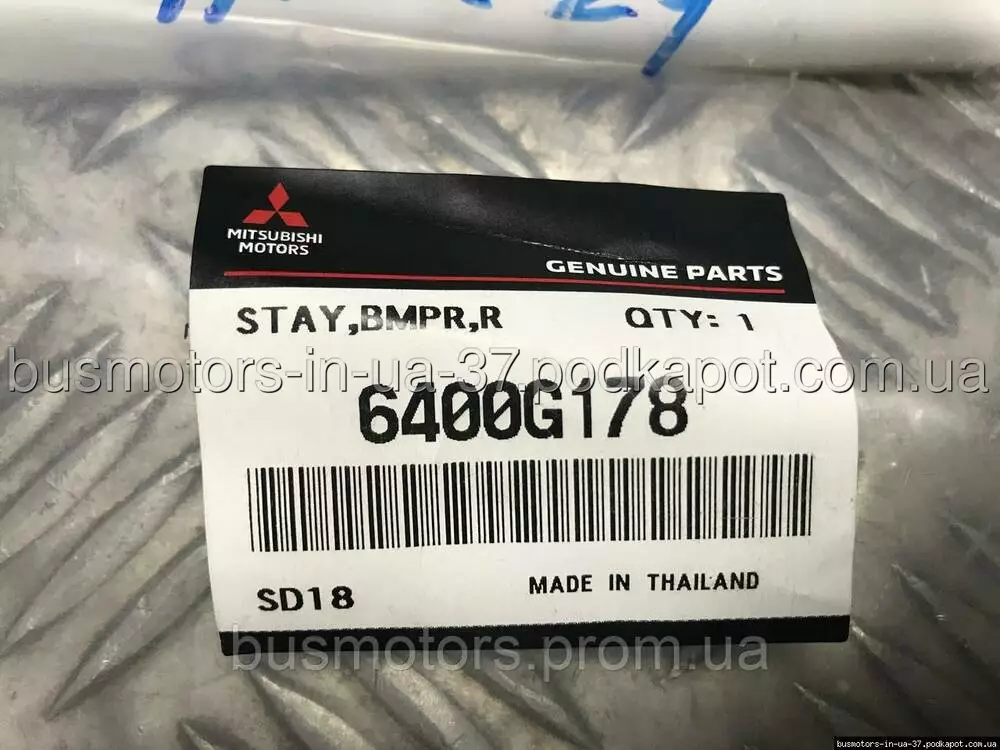 MITSUBISHI
MOTORS
GENUINE PARTS
STAY,BMPR,R QTY: 1
busmotors-in-ua-37.podkapot.com.ua
6400G178
SD18 MADE IN THAILAND
busmotors.prom.ua
busmotors-in-ua-37.podkapot.com.ua